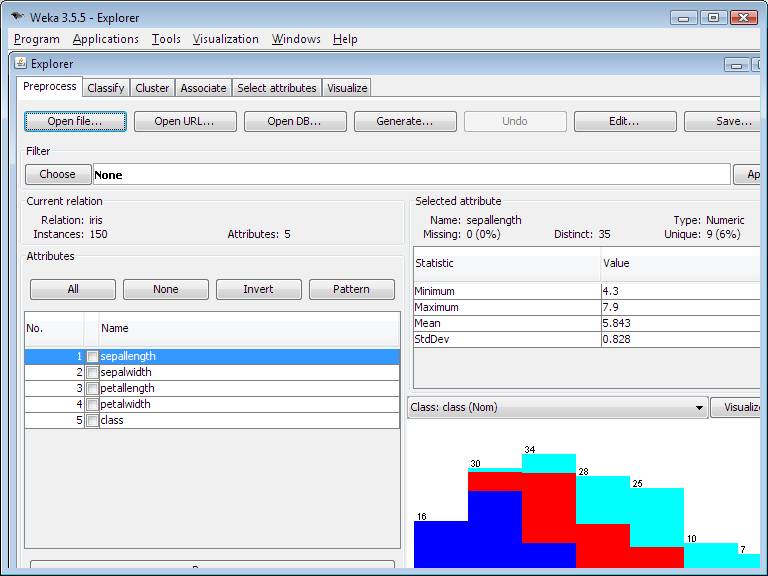 Weka 3.5.5 - Explorer
Program Applications Tools Visualization Windows Help
Explorer
Preprocess Classify Cluster Associate Select attributes Visualize
Open file... Open URL... Open DB... Generate... Undo Edit... Save...
Filter
Choose None Ap
Current relation
Relation: iris
Instances: 150 Attributes: 5
Selected attribute
Name: sepallength Type: Numeric
Missing: 0 (0%) Distinct: 35 Unique: 9 (6%)
Attributes
All None Invert Pattern
No. Name
1 sepallength
2 sepalwidth
3 petallength
4 petalwidth
5 class
Statistic Value
Minimum 4.3
Maximum 7.9
Mean 5.843
StdDev 0.828
Class: class (Nom) Visualiz
16 30 34 28 25 10 7